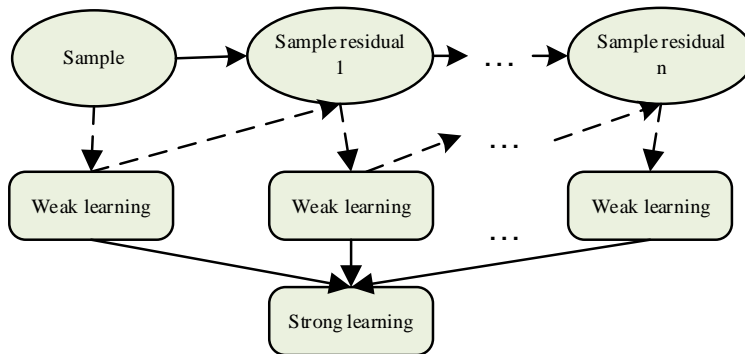 Sample
Sample residual
1
...
Sample residual
n
...
Weak learning
Weak learning
Weak learning
...
Strong learning